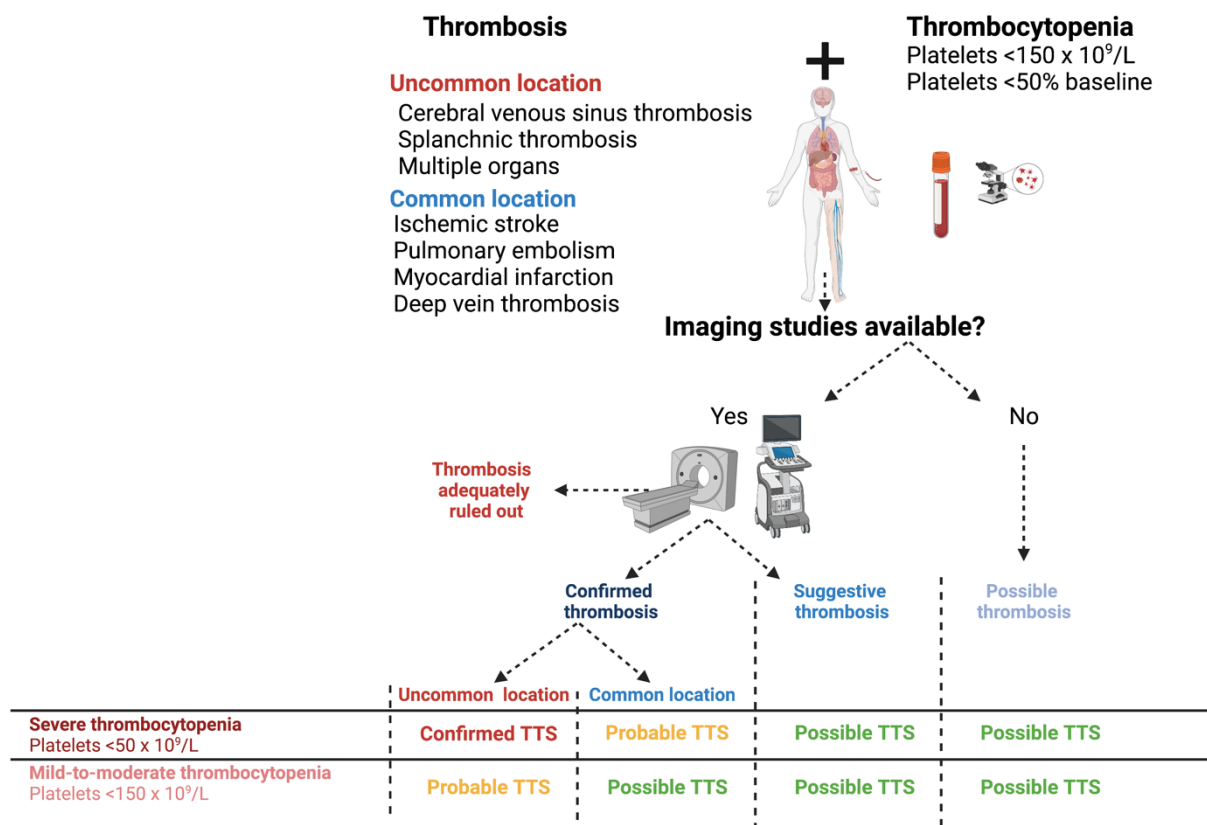 Thrombosis
Uncommon location
Cerebral venous sinus thrombosis
Splanchnic thrombosis
Multiple organs
Common location
Ischemic stroke
Pulmonary embolism
Myocardial infarction
Deep vein thrombosis
Thrombocytopenia
Platelets <150 x 10⁹/L
Platelets <50% baseline
Imaging studies available?
Yes
No
Thrombosis
adequately
ruled out
Confirmed
thrombosis
Suggestive
thrombosis
Possible
thrombosis
Uncommon location
Common location
Severe thrombocytopenia
Platelets <50 x 10⁹/L
Confirmed TTS
Probable TTS
Possible TTS
Possible TTS
Mild-to-moderate thrombocytopenia
Platelets <150 x 10⁹/L
Probable TTS
Possible TTS
Possible TTS
Possible TTS